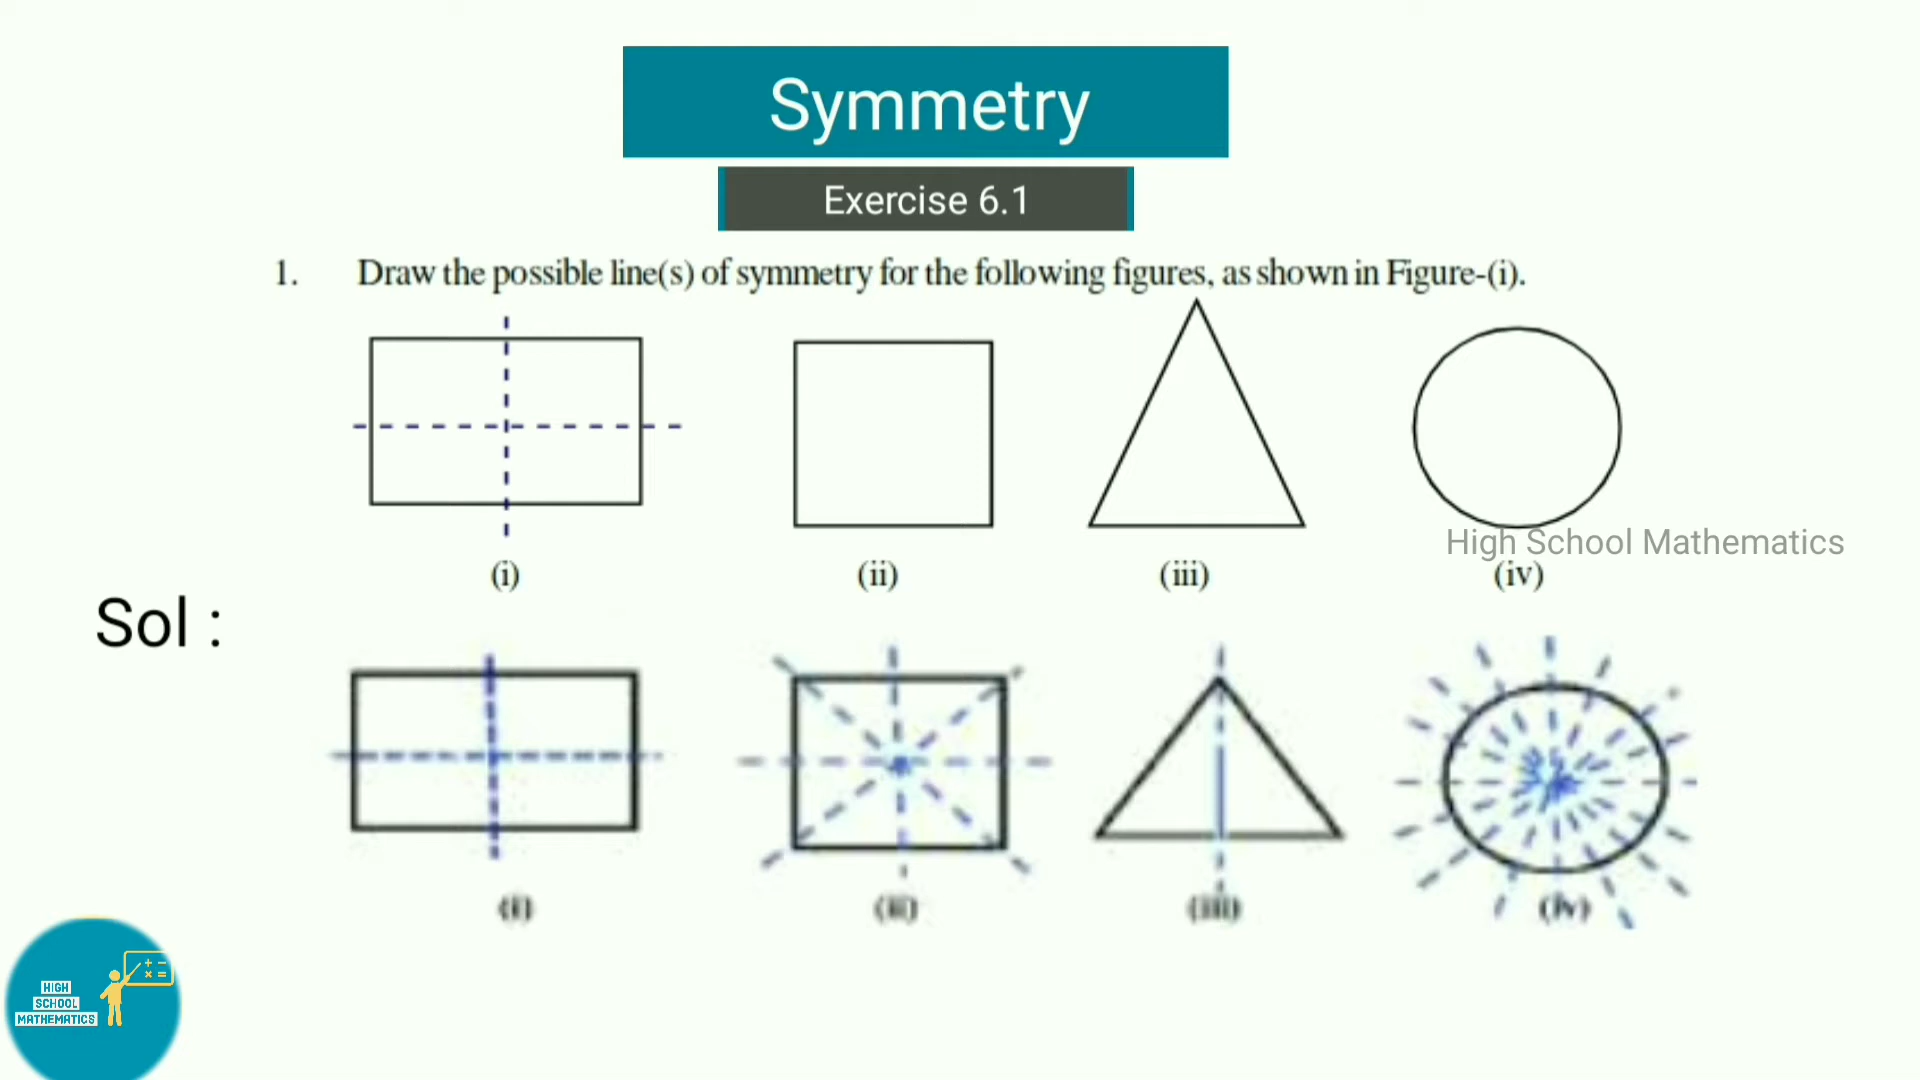 Symmetry
Exercise 6.1
1. Draw the possible line(s) of symmetry for the following figures, as shown in Figure-(i).
High School Mathematics
(i) (ii) (iii) (iv)
Sol :
(i) (ii) (iii) (iv)
HIGH
SCHOOL
MATHEMATICS
+ −
× =